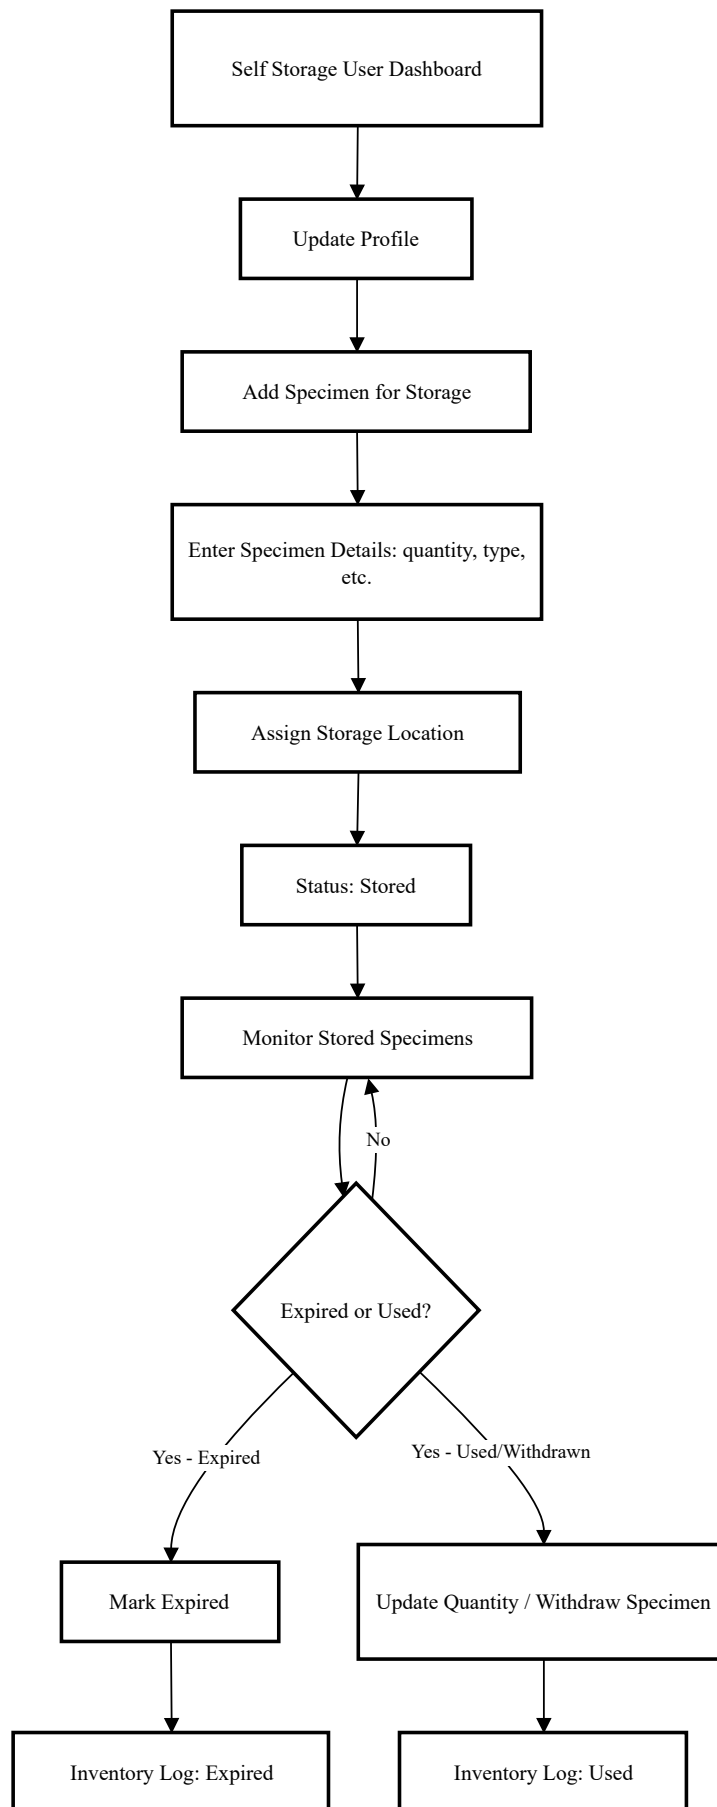 Self Storage User Dashboard
Update Profile
Add Specimen for Storage
Enter Specimen Details: quantity, type,
etc.
Assign Storage Location
Status: Stored
Monitor Stored Specimens
No
Expired or Used?
Yes - Expired
Yes - Used/Withdrawn
Mark Expired
Update Quantity / Withdraw Specimen
Inventory Log: Expired
Inventory Log: Used